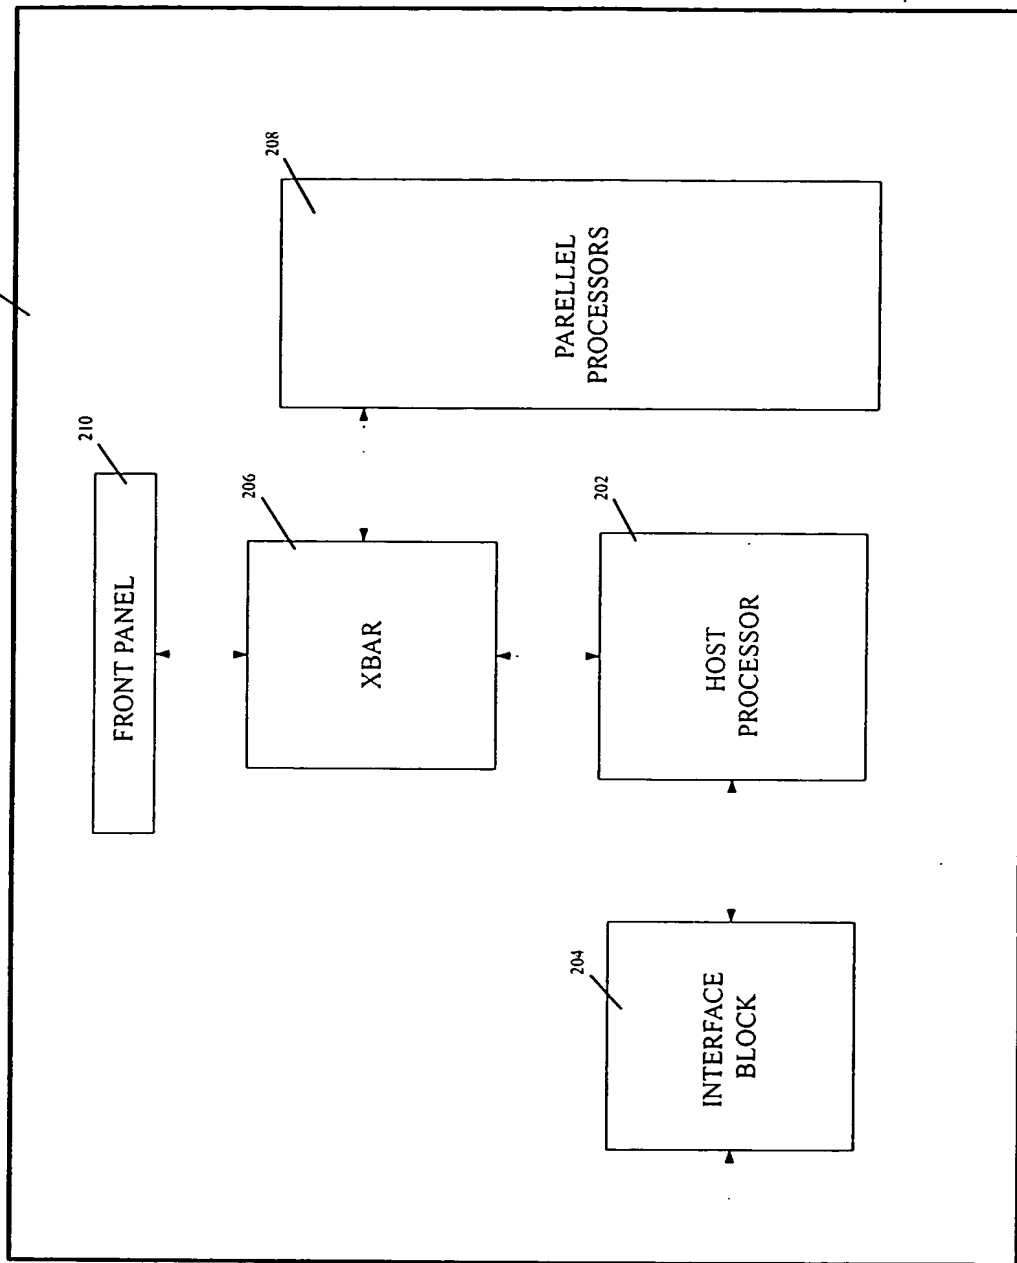 210
FRONT PANEL
206
XBAR
208
PARELLEL
PROCESSORS
204
INTERFACE
BLOCK
202
HOST
PROCESSOR